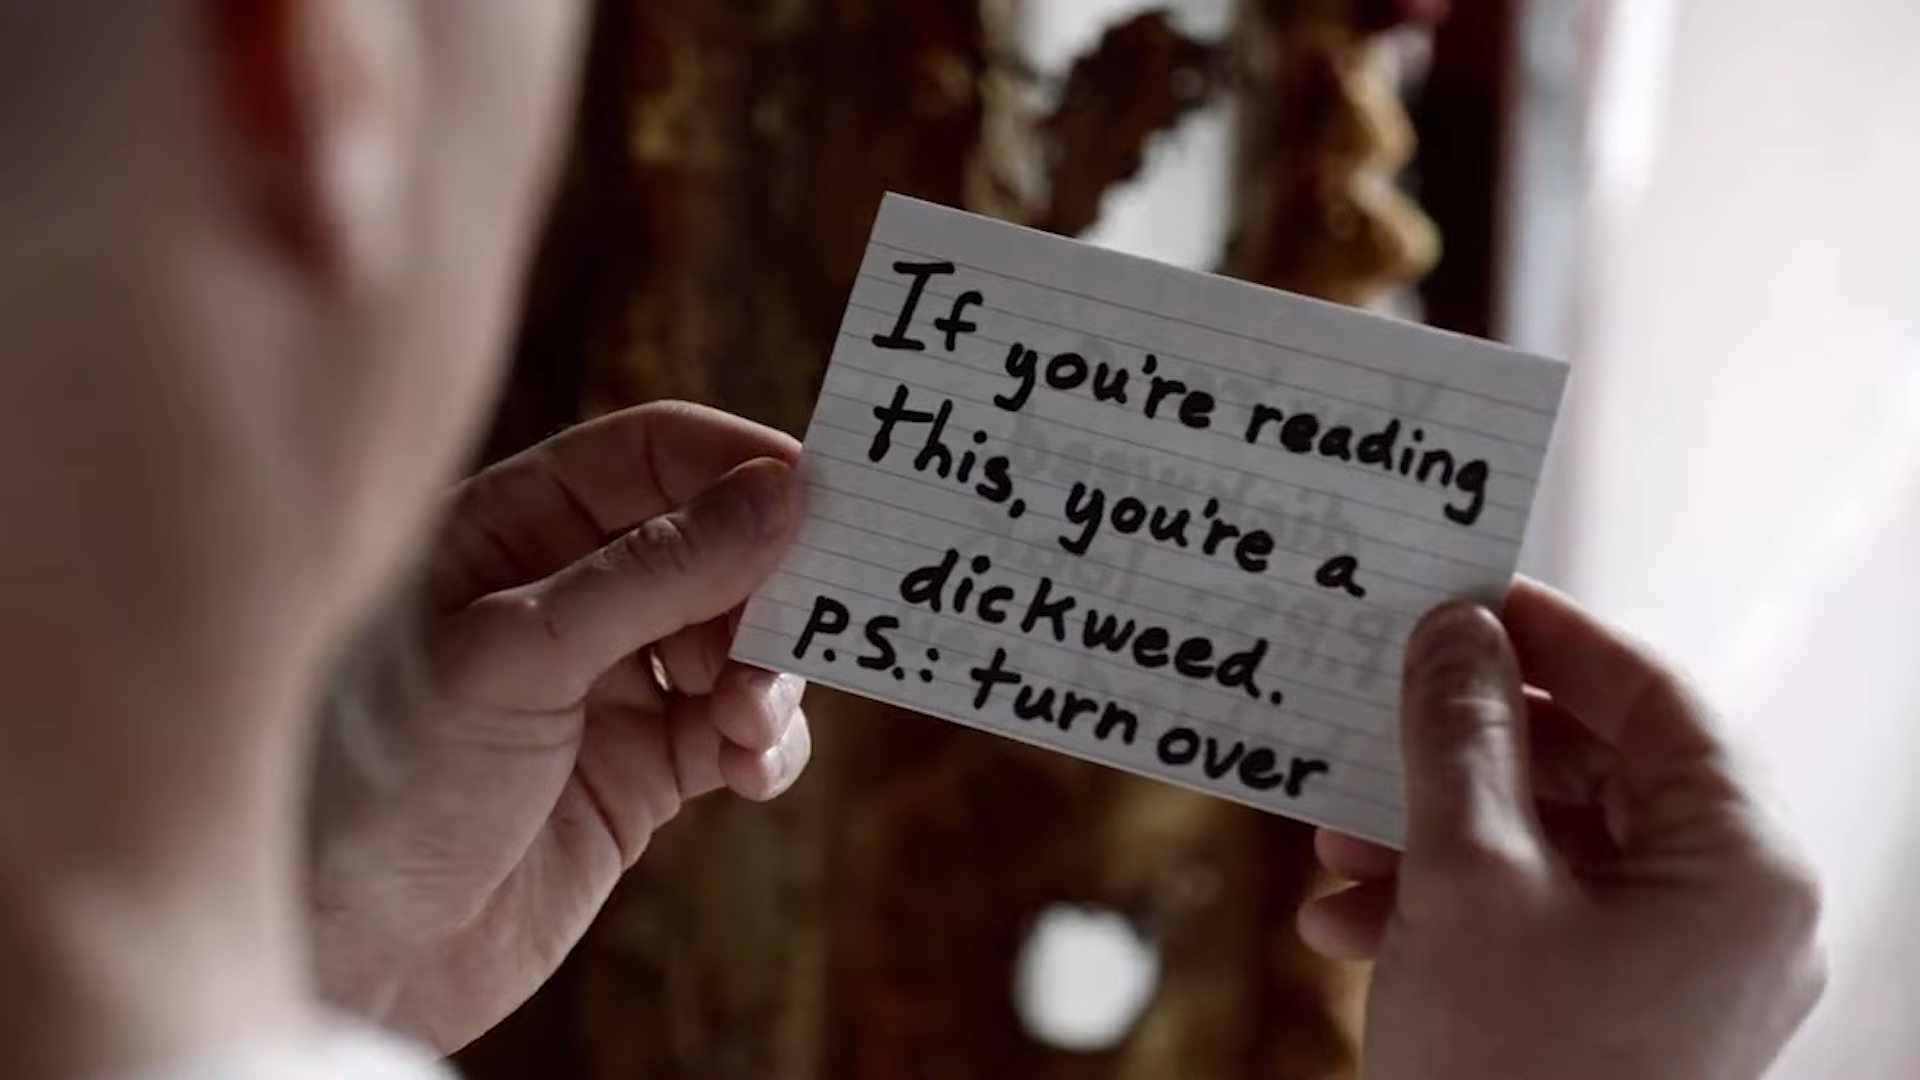 If you're reading
this, you're a
dickweed.
P.S.: turn over